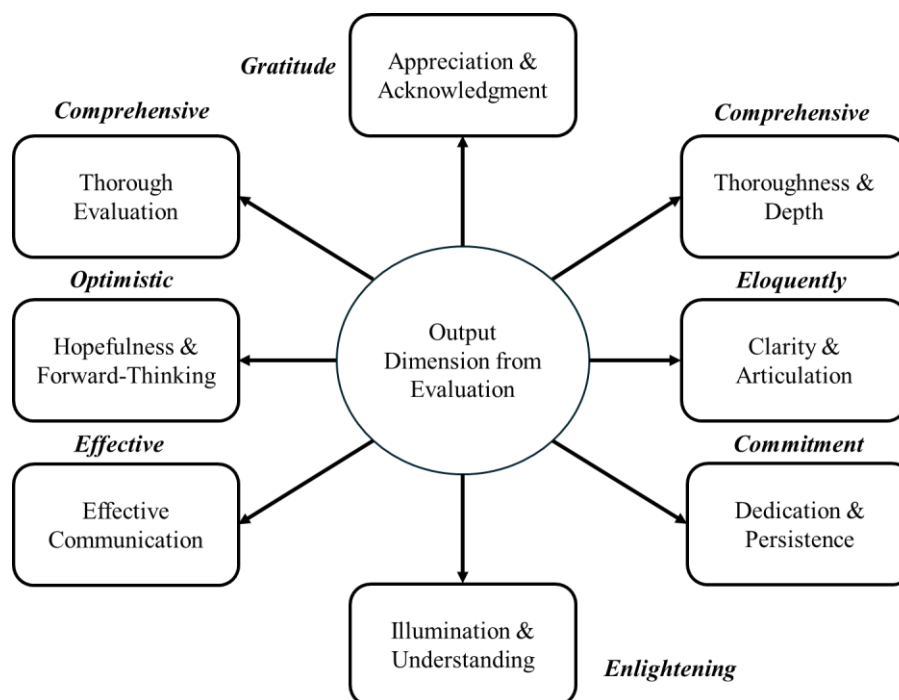 Gratitude
Appreciation &
Acknowledgment
Comprehensive
Thorough
Evaluation
Comprehensive
Thoroughness &
Depth
Optimistic
Hopefulness &
Forward-Thinking
Output
Dimension from
Evaluation
Eloquently
Clarity &
Articulation
Effective
Effective
Communication
Commitment
Dedication &
Persistence
Illumination &
Understanding
Enlightening